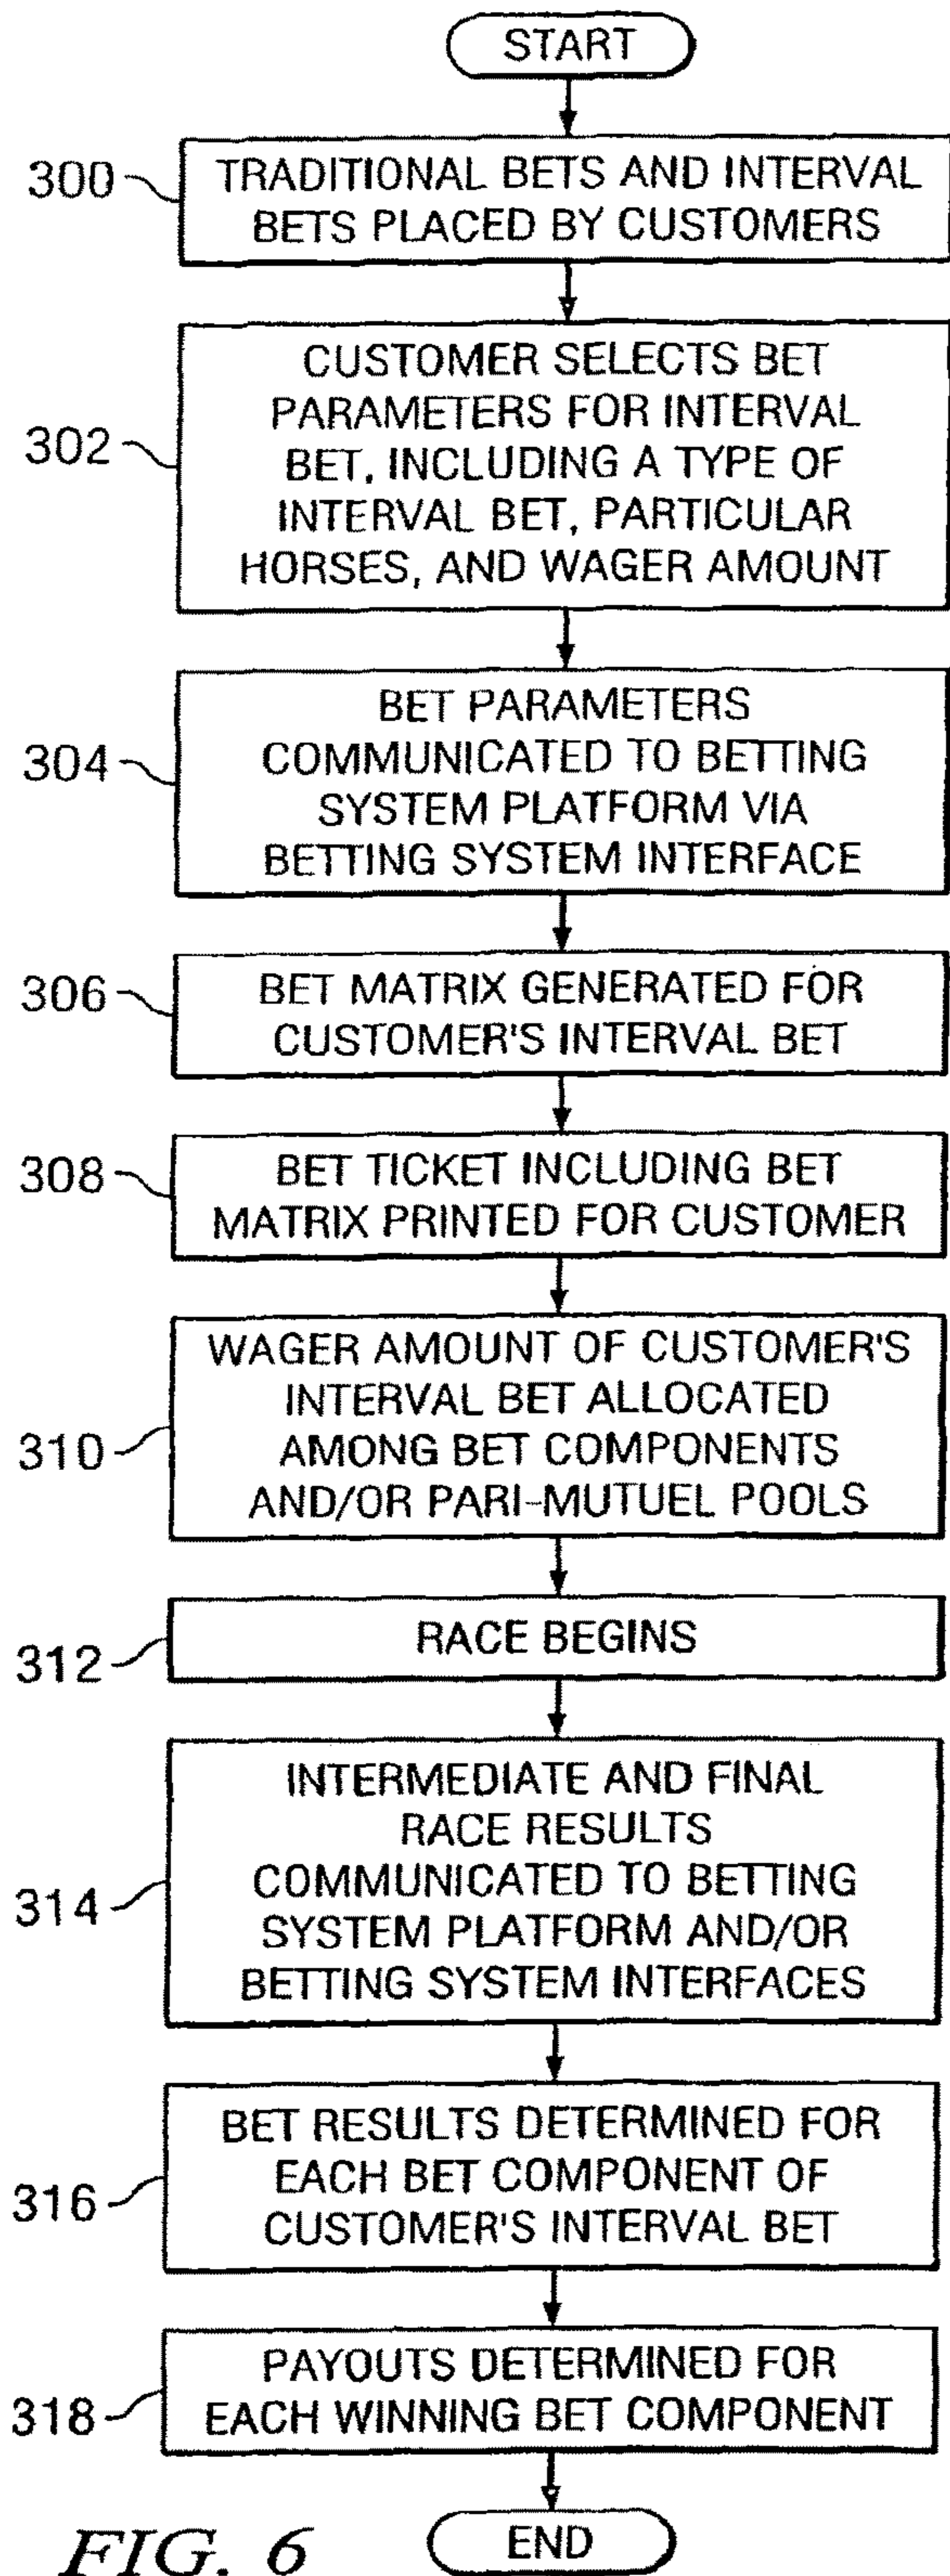 START
300
TRADITIONAL BETS AND INTERVAL
BETS PLACED BY CUSTOMERS
302
CUSTOMER SELECTS BET
PARAMETERS FOR INTERVAL
BET, INCLUDING A TYPE OF
INTERVAL BET, PARTICULAR
HORSES, AND WAGER AMOUNT
304
BET PARAMETERS
COMMUNICATED TO BETTING
SYSTEM PLATFORM VIA
BETTING SYSTEM INTERFACE
306
BET MATRIX GENERATED FOR
CUSTOMER'S INTERVAL BET
308
BET TICKET INCLUDING BET
MATRIX PRINTED FOR CUSTOMER
310
WAGER AMOUNT OF CUSTOMER'S
INTERVAL BET ALLOCATED
AMONG BET COMPONENTS
AND/OR PARI-MUTUEL POOLS
312
RACE BEGINS
314
INTERMEDIATE AND FINAL
RACE RESULTS
COMMUNICATED TO BETTING
SYSTEM PLATFORM AND/OR
BETTING SYSTEM INTERFACES
316
BET RESULTS DETERMINED FOR
EACH BET COMPONENT OF
CUSTOMER'S INTERVAL BET
318
PAYOUTS DETERMINED FOR
EACH WINNING BET COMPONENT
END
FIG. 6